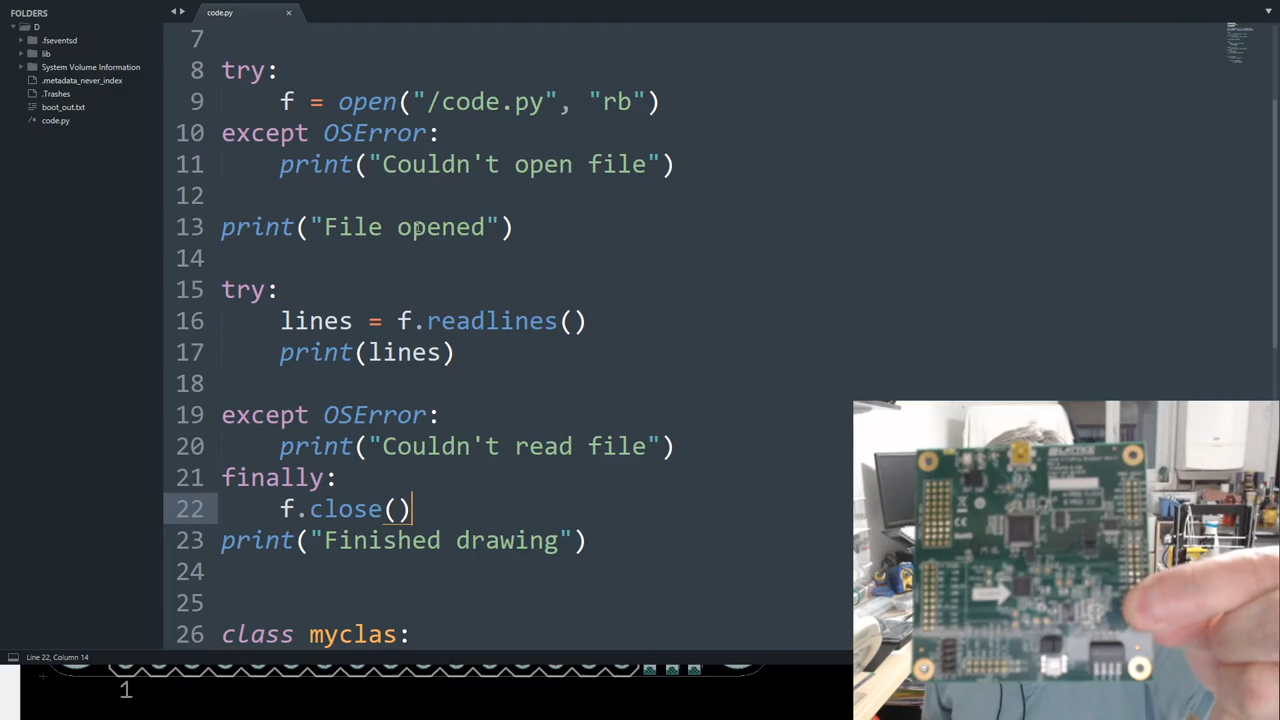 FOLDERS
D
.fseventsd
lib
System Volume Information
.metadata_never_index
.Trashes
boot_out.txt
code.py
code.py ×
7
8 try:
9 f = open("/code.py", "rb")
10 except OSError:
11 print("Couldn't open file")
12
13 print("File opened")
14
15 try:
16 lines = f.readlines()
17 print(lines)
18
19 except OSError:
20 print("Couldn't read file")
21 finally:
22 f.close()
23 print("Finished drawing")
24
25
26 class myclas:
Line 22, Column 14
1
LATTICE